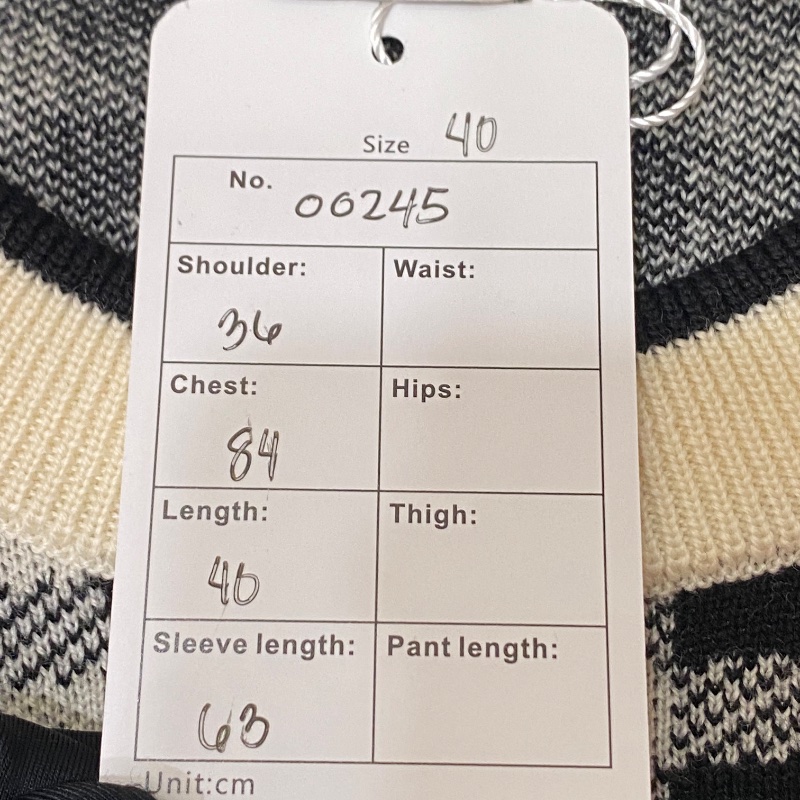 Size 40
No. 00245
Shoulder: Waist:
36
Chest: Hips:
84
Length: Thigh:
40
Sleeve length: Pant length:
63
Unit:cm